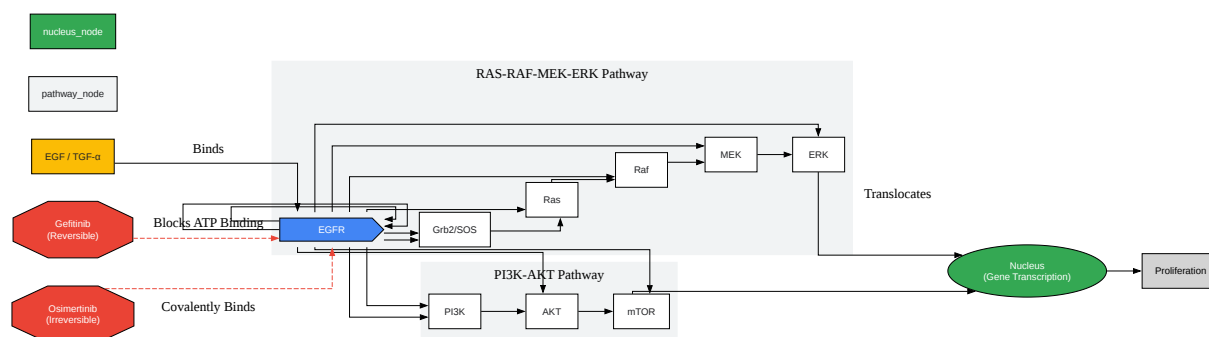 nucleus_node
RAS-RAF-MEK-ERK Pathway
pathway_node
EGF / TGF-α
Binds
MEK
ERK
Raf
Translocates
Ras
Gefitinib
(Reversible)
Blocks ATP Binding
EGFR
Grb2/SOS
PI3K-AKT Pathway
Nucleus
(Gene Transcription)
Proliferation
Osimertinib
(Irreversible)
Covalently Binds
PI3K
AKT
mTOR